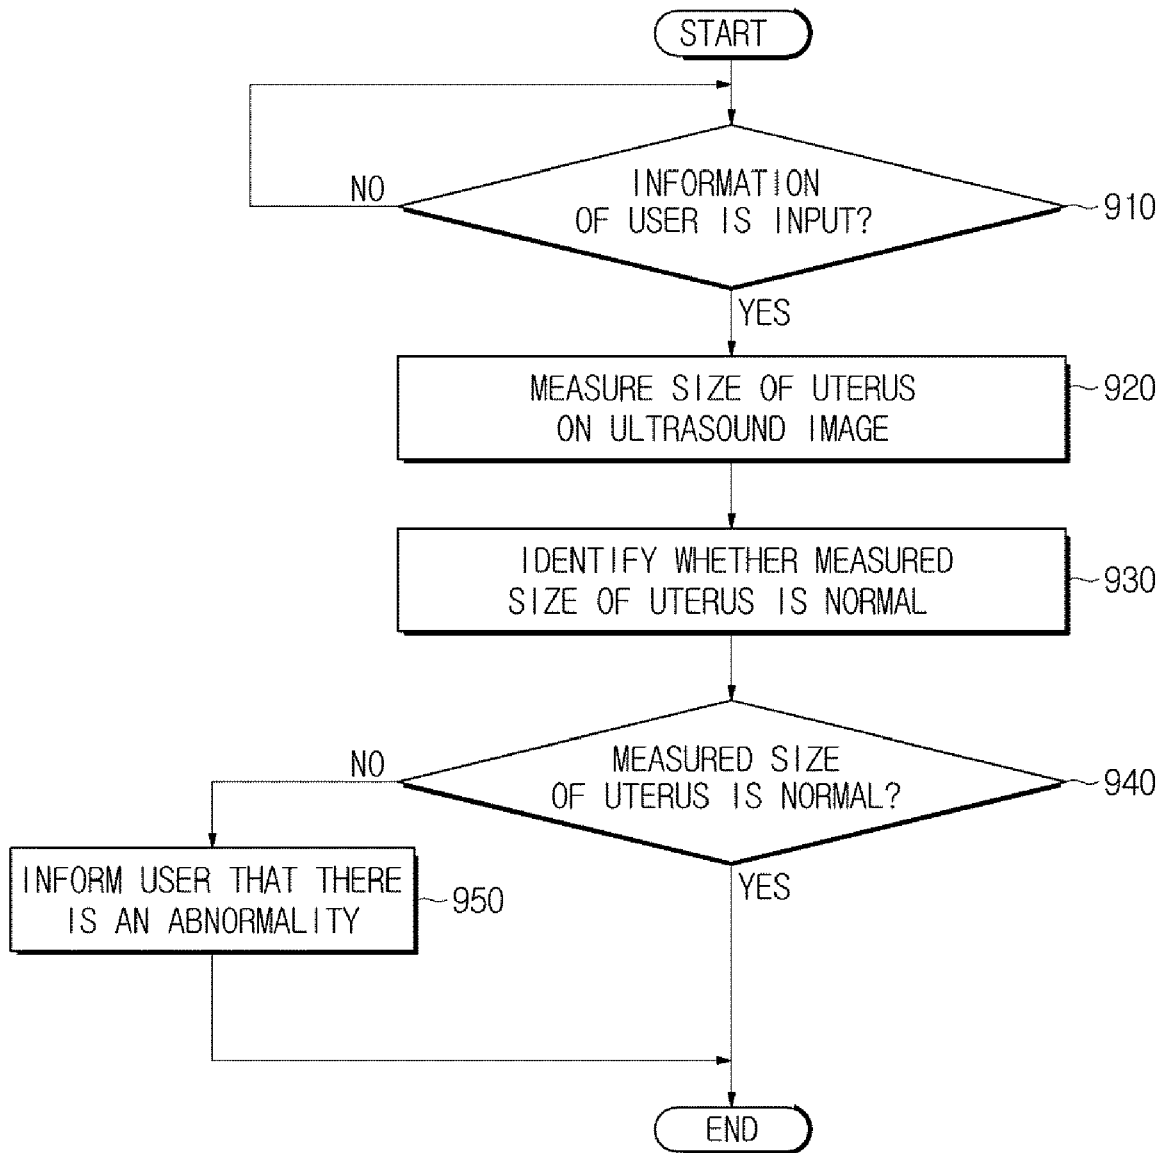 START
NO
INFORMATION
OF USER IS INPUT?
910
YES
MEASURE SIZE OF UTERUS
ON ULTRASOUND IMAGE
920
IDENTIFY WHETHER MEASURED
SIZE OF UTERUS IS NORMAL
930
NO
MEASURED SIZE
OF UTERUS IS NORMAL?
940
INFORM USER THAT THERE
IS AN ABNORMALITY
950
YES
END